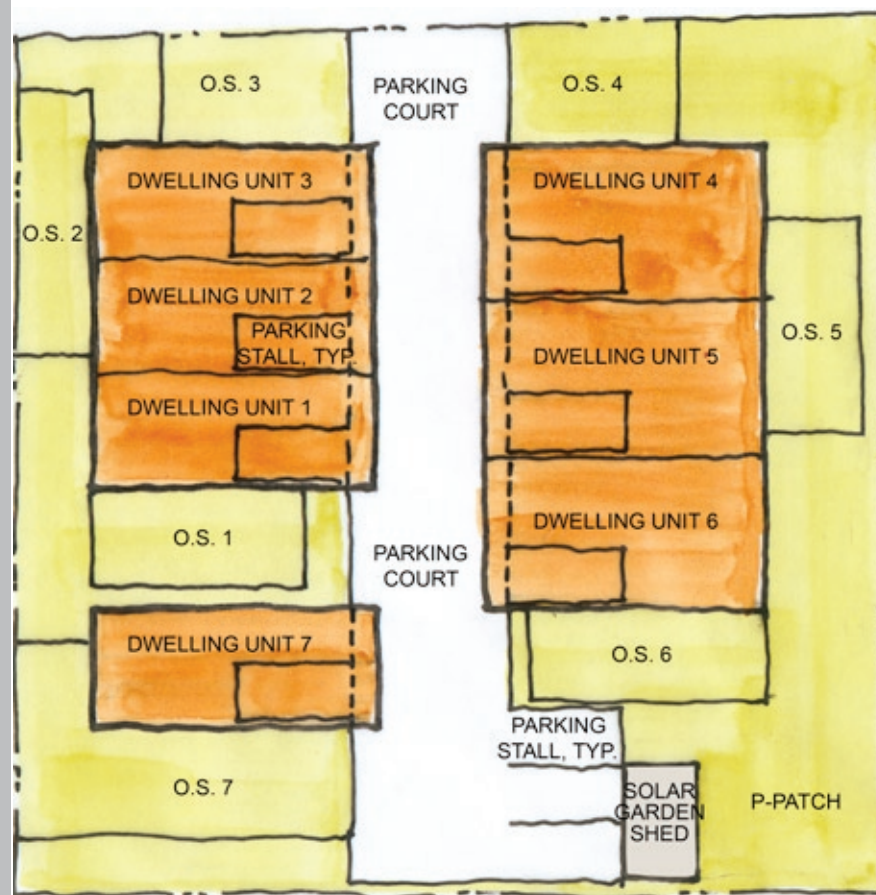 O.S. 3
PARKING
COURT
O.S. 4
DWELLING UNIT 3
DWELLING UNIT 4
O.S. 2
DWELLING UNIT 2
PARKING
STALL, TYP.
O.S. 5
DWELLING UNIT 5
DWELLING UNIT 1
DWELLING UNIT 6
O.S. 1
PARKING
COURT
DWELLING UNIT 7
O.S. 6
PARKING
STALL, TYP.
O.S. 7
SOLAR
GARDEN
SHED
P-PATCH